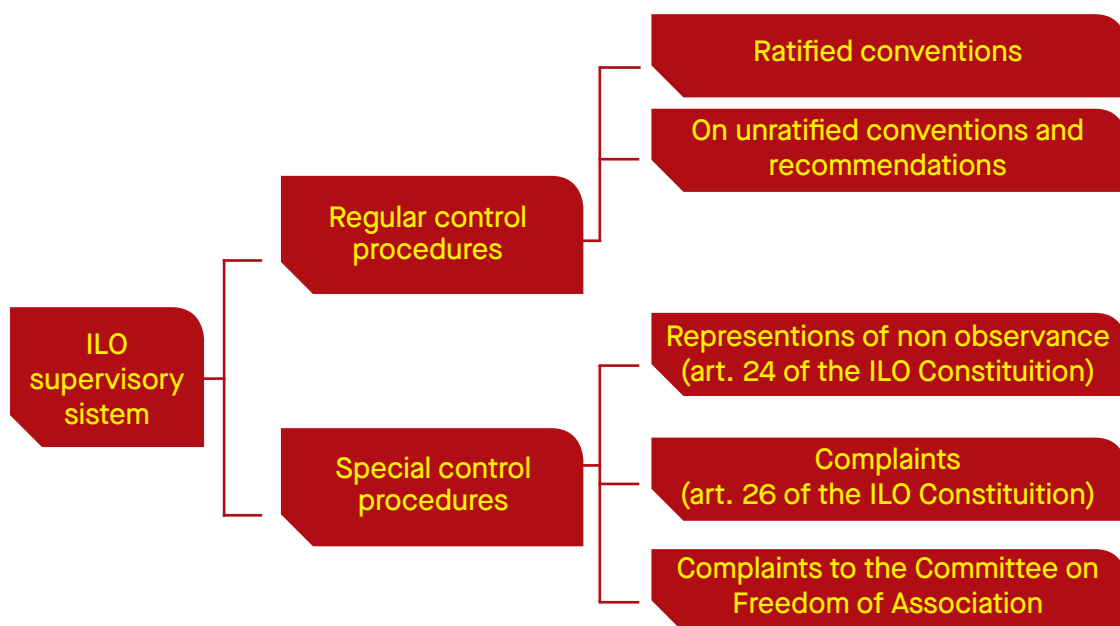 Ratified conventions
On unratified conventions and
recommendations
Regular control
procedures
ILO
supervisory
sistem
Representions of non observance
(art. 24 of the ILO Constituition)
Special control
procedures
Complaints
(art. 26 of the ILO Constituition)
Complaints to the Committee on
Freedom of Association